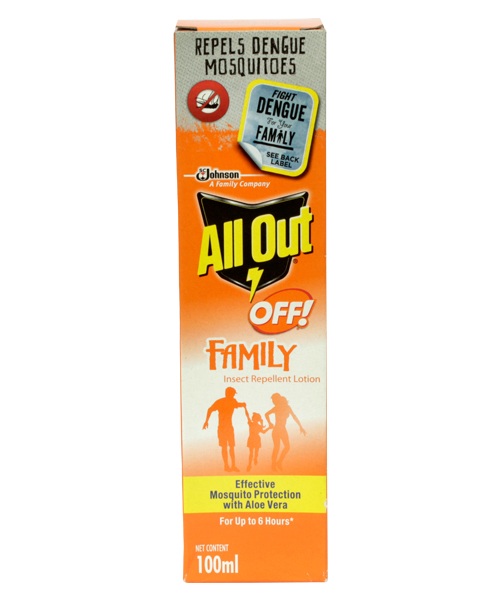 REPELS DENGUE
MOSQUITOES
FIGHT
DENGUE
For Your
FAMILY
SEE BACK
LABEL
SC Johnson
A Family Company
All Out
®
OFF!
FAMILY
Insect Repellent Lotion
Effective
Mosquito Protection
with Aloe Vera
For Up to 6 Hours*
NET CONTENT
100ml